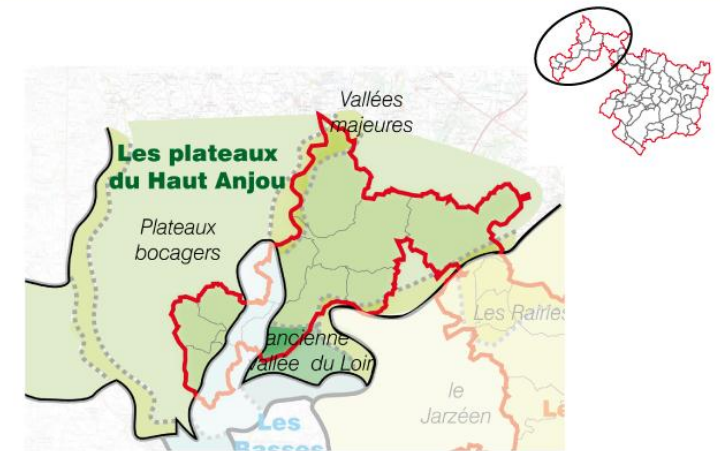 Vallées
majeures
Les plateaux
du Haut Anjou
Plateaux
bocagers
Les Rairies
ancienne
vallée du Loir
le
Jarzéen
Les
Basses